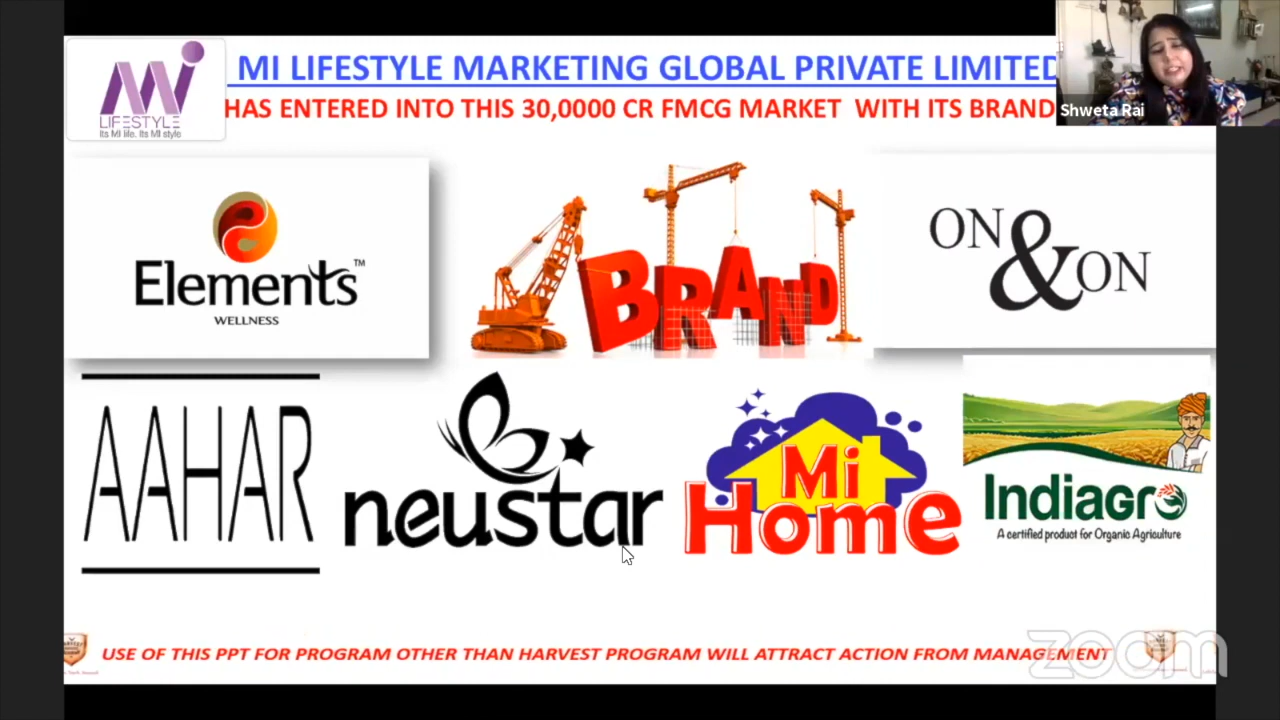 MI LIFESTYLE MARKETING GLOBAL PRIVATE LIMITED
HAS ENTERED INTO THIS 30,0000 CR FMCG MARKET WITH ITS BRAND
Mi
LIFESTYLE
Its MI life. Its MI style
Shweta Rai
Elements™
WELLNESS
BRAND
ON & ON
AAHAR
neustar
Mi
Home
Indiagro
A certified product for Organic Agriculture
USE OF THIS PPT FOR PROGRAM OTHER THAN HARVEST PROGRAM WILL ATTRACT ACTION FROM MANAGEMENT
zoom